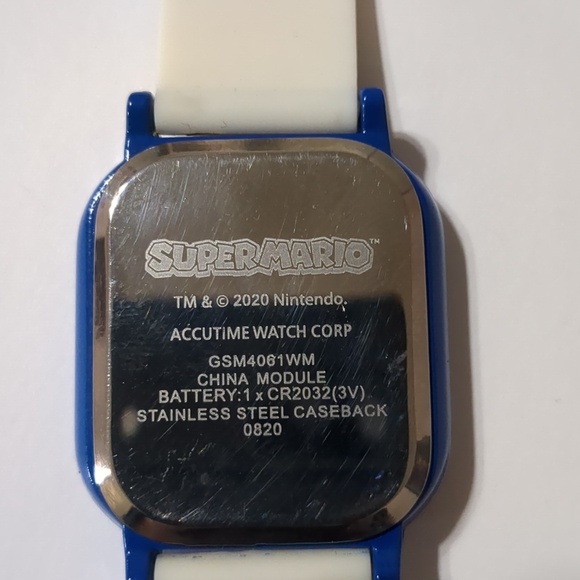 SUPER MARIO™
TM & © 2020 Nintendo.
ACCUTIME WATCH CORP
GSM4061WM
CHINA MODULE
BATTERY:1 x CR2032(3V)
STAINLESS STEEL CASEBACK
0820